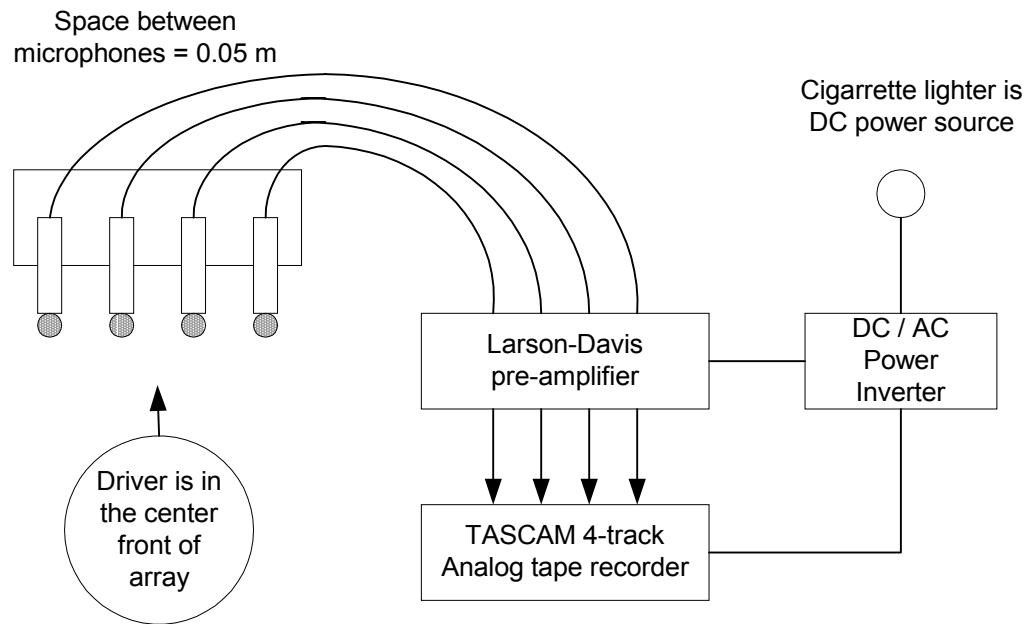 Space between
microphones = 0.05 m
Cigarrette lighter is
DC power source
Larson-Davis
pre-amplifier
DC / AC
Power
Inverter
Driver is in
the center
front of
array
TASCAM 4-track
Analog tape recorder